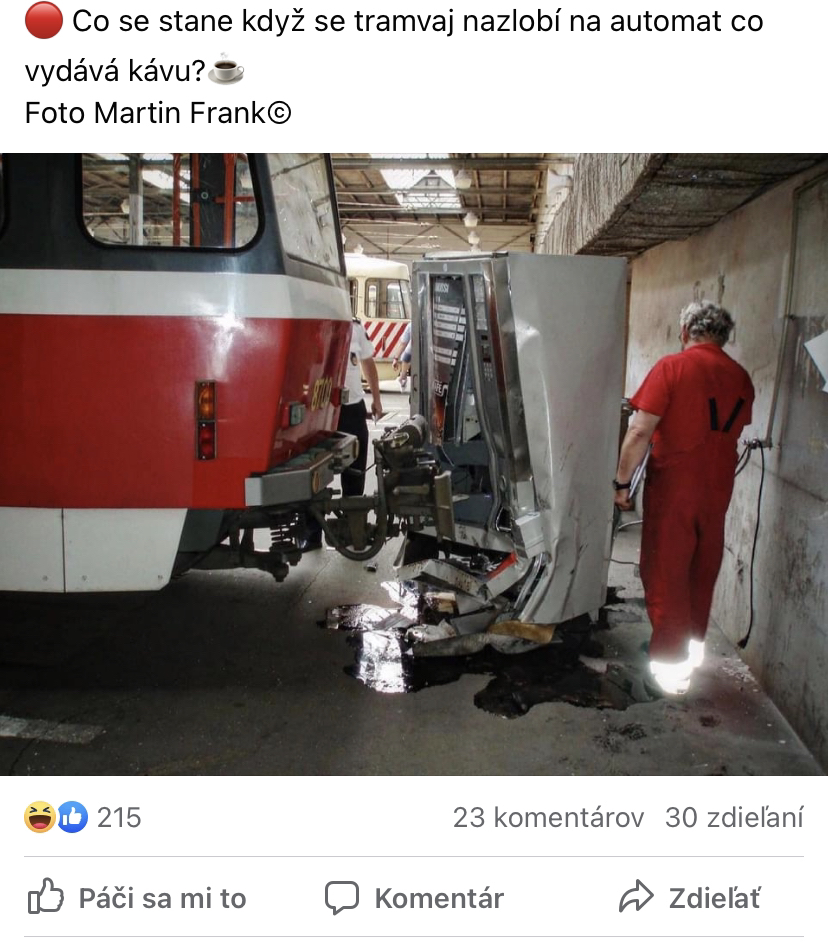 🔴 Co se stane když se tramvaj nazlobí na automat co
vydává kávu?☕
Foto Martin Frank©
215
23 komentárov 30 zdieľaní
Páči sa mi to
Komentár
Zdieľať